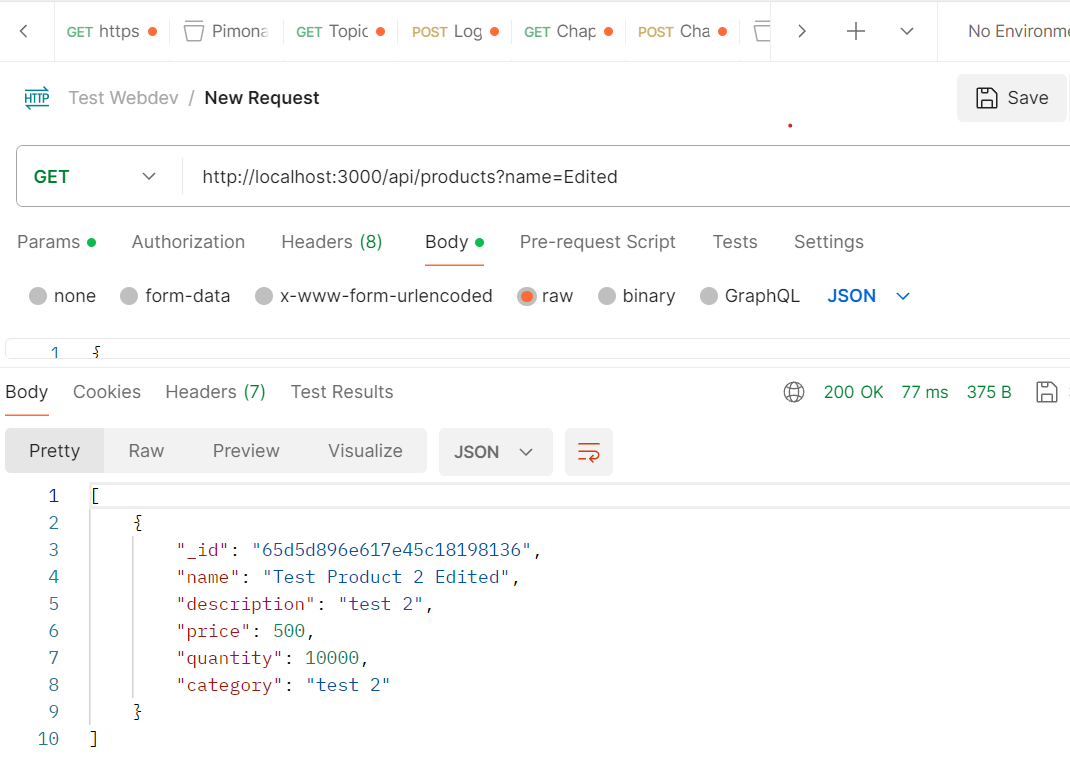 GET https GET Topic POST Log GET Chap POST Cha No Environme
HTTP Test Webdev / New Request Save
GET http://localhost:3000/api/products?name=Edited
Params Authorization Headers (8) Body Pre-request Script Tests Settings
none form-data x-www-form-urlencoded raw binary GraphQL JSON
1 {
Body Cookies Headers (7) Test Results 200 OK 77 ms 375 B
Pretty Raw Preview Visualize JSON
1 [
2 {
3 "_id": "65d5d896e617e45c18198136",
4 "name": "Test Product 2 Edited",
5 "description": "test 2",
6 "price": 500,
7 "quantity": 10000,
8 "category": "test 2"
9 }
10 ]